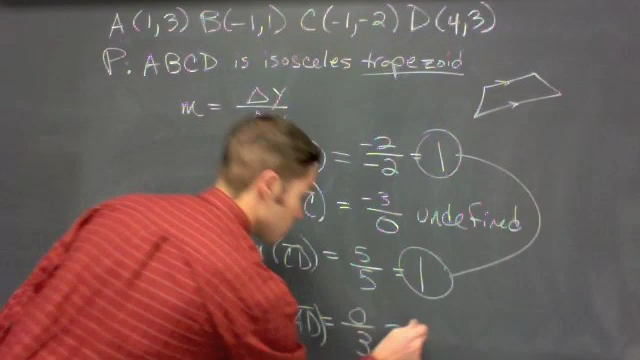 A(1,3) B(-1,1) C(-1,-2) D(4,3)
P: ABCD is isosceles trapezoid
m = ΔY
) = -2/-2 = 1
C) = -3/0 undefined
(CD) = 5/5 = 1
AD) = 0/3 =